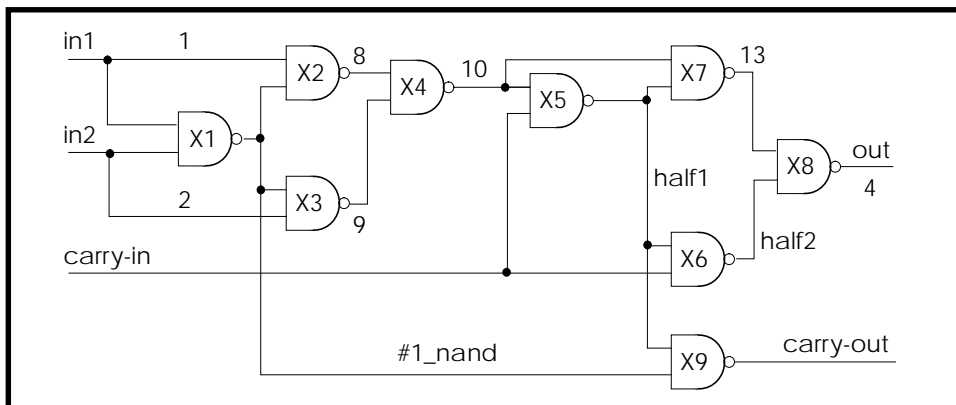 in1
1
X2
8
X4
10
X5
X7
13
in2
X1
X3
2
9
half1
X8
out
4
carry-in
X6
half2
#1_nand
X9
carry-out